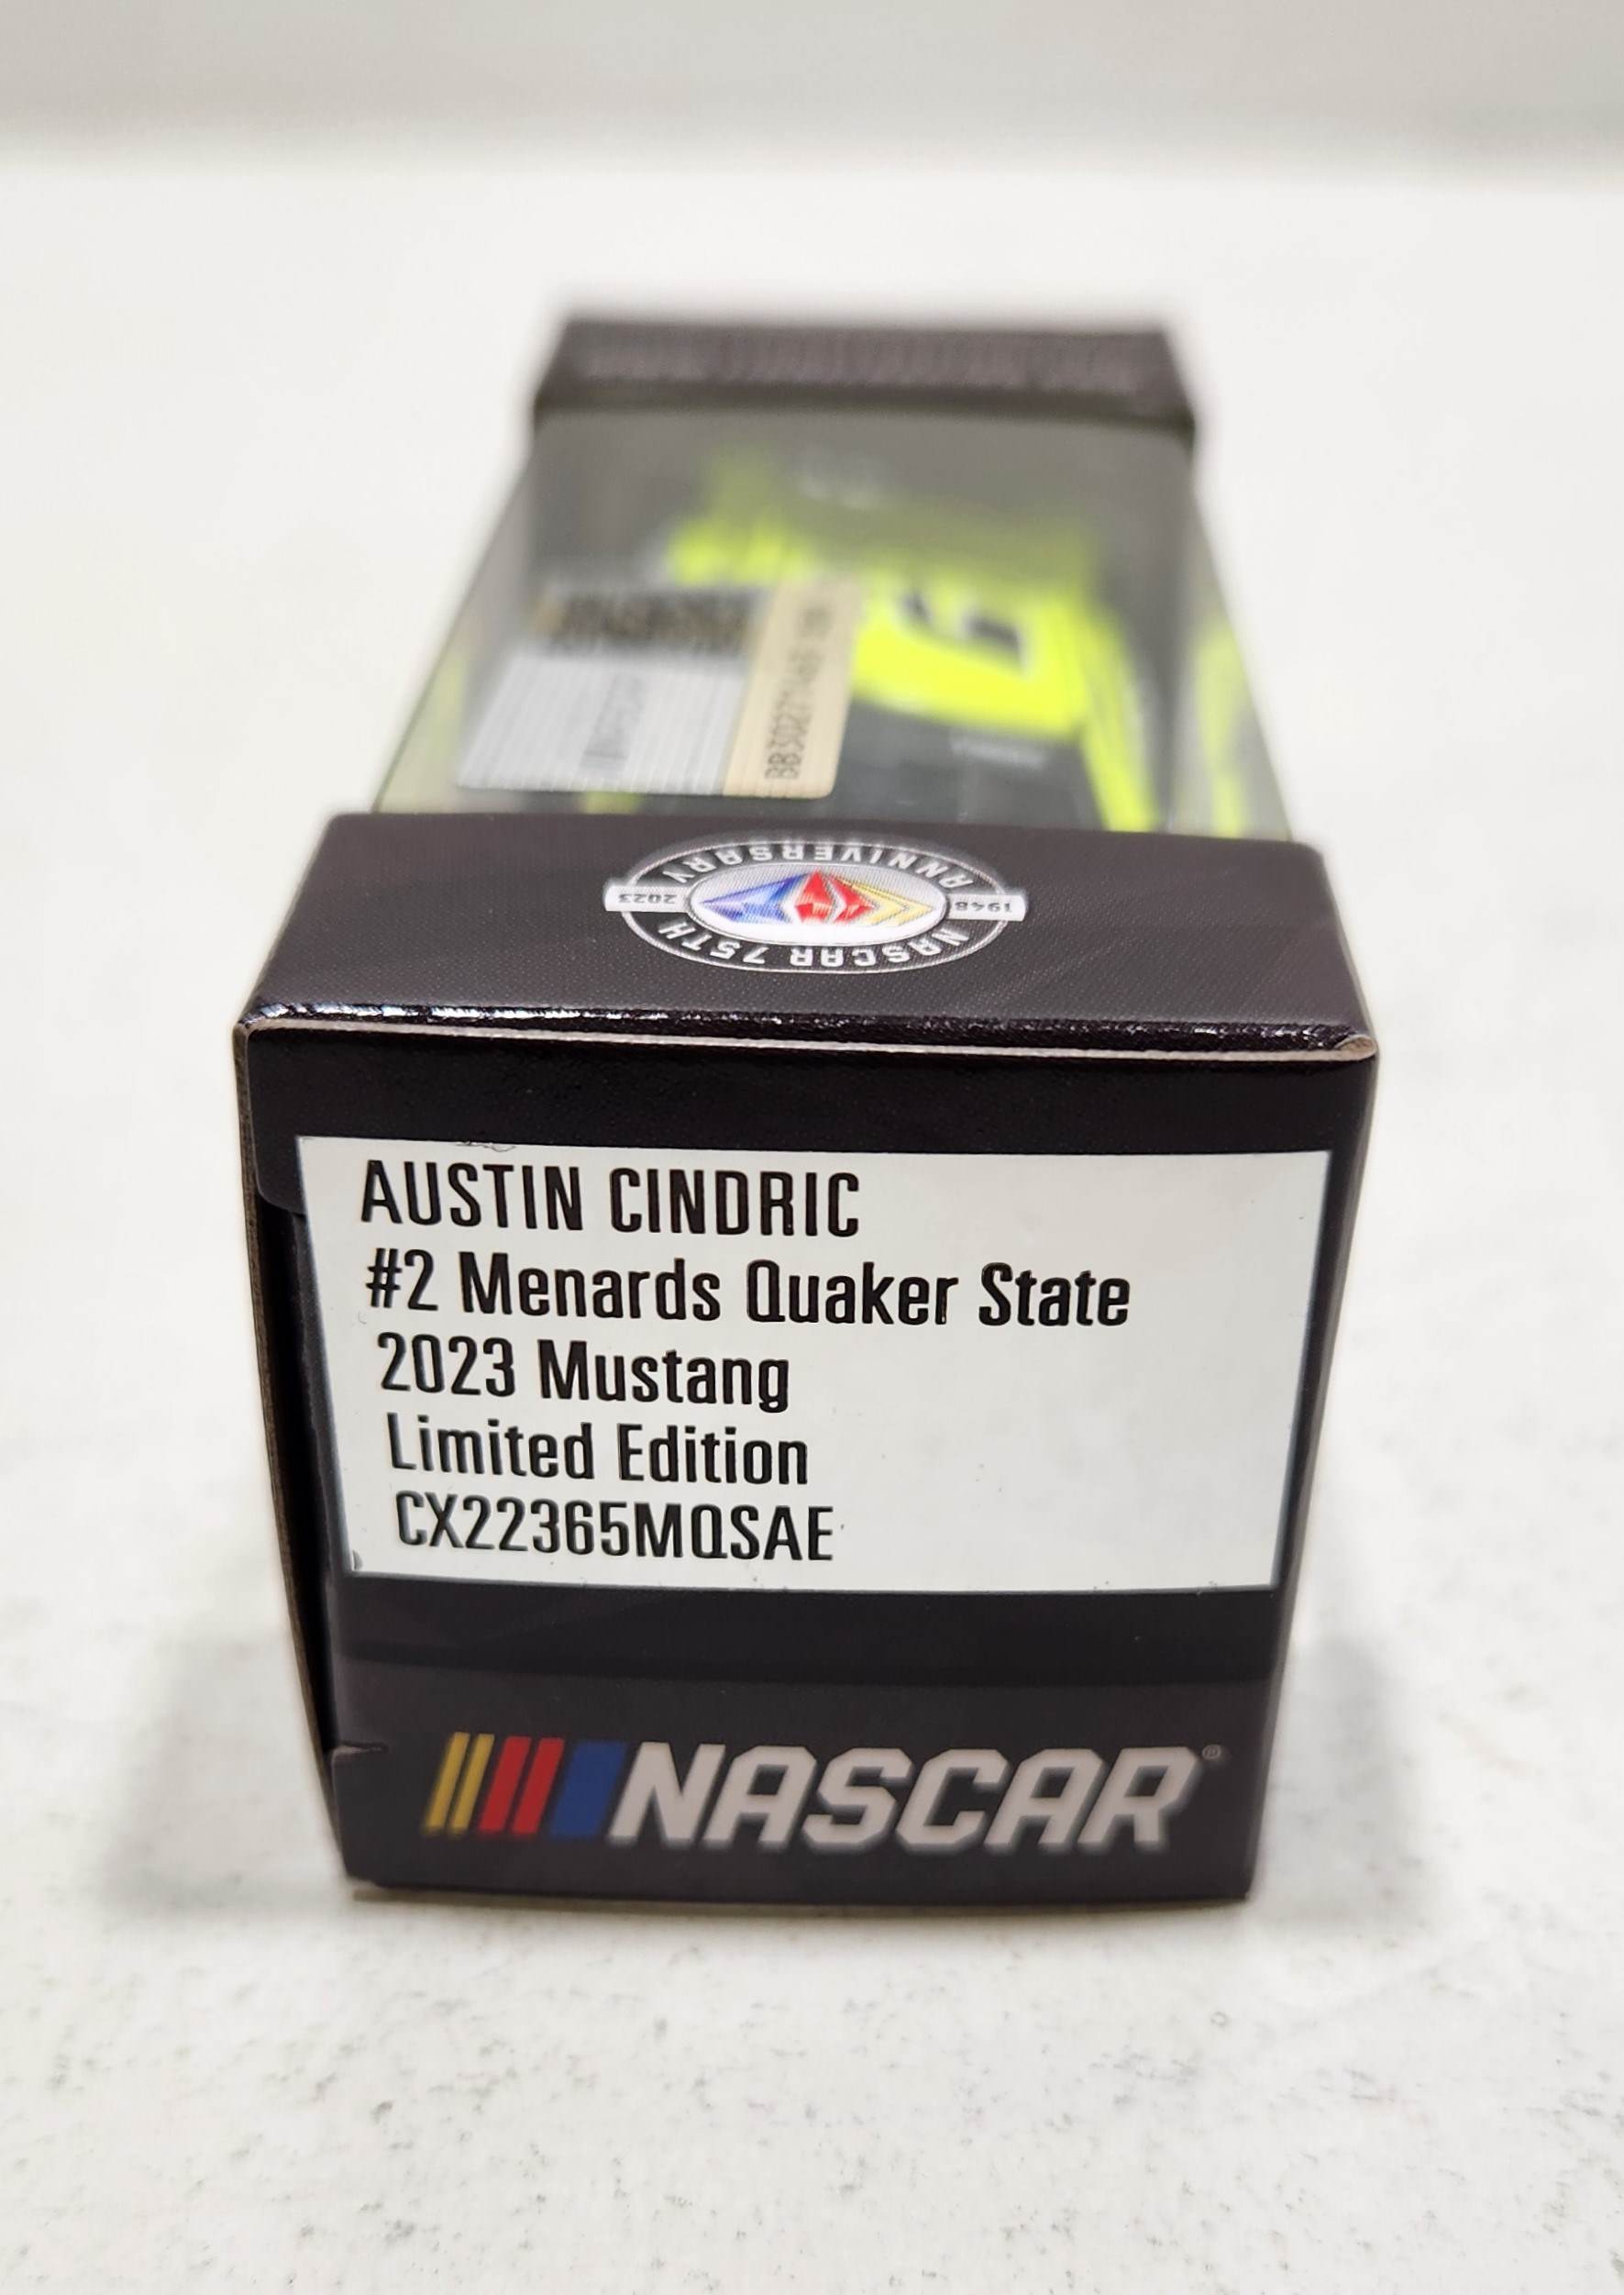 NASCAR 75TH
ANNIVERSARY
1948
2023
AUSTIN CINDRIC
#2 Menards Quaker State
2023 Mustang
Limited Edition
CX22365MQSAE
NASCAR®